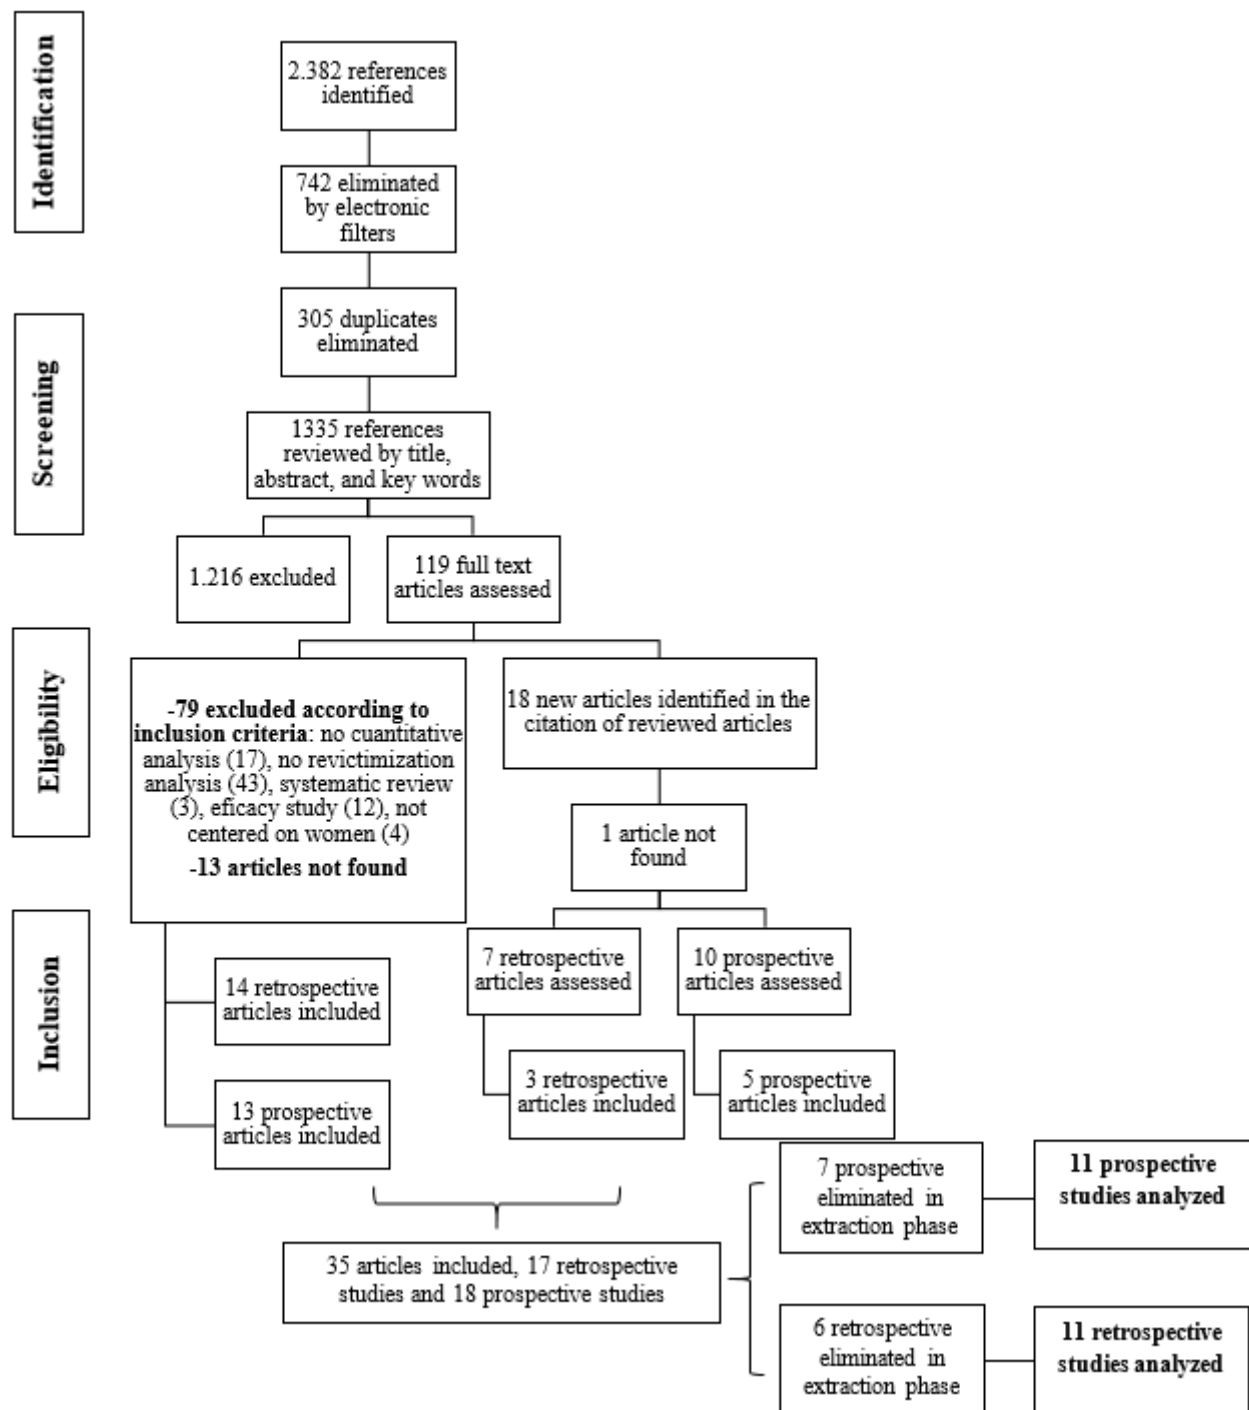 Identification
2.382 references
identified
742 eliminated
by electronic
filters
Screening
305 duplicates
eliminated
1335 references
reviewed by title,
abstract, and key words
1.216 excluded
119 full text
articles assessed
Eligibility
-79 excluded according to
inclusion criteria: no cuantitative
analysis (17), no revictimization
analysis (43), systematic review
(3), eficacy study (12), not
centered on women (4)
-13 articles not found
18 new articles identified in the
citation of reviewed articles
1 article not
found
Inclusion
7 retrospective
articles assessed
10 prospective
articles assessed
14 retrospective
articles included
13 prospective
articles included
3 retrospective
articles included
5 prospective
articles included
35 articles included, 17 retrospective
studies and 18 prospective studies
7 prospective
eliminated in
extraction phase
11 prospective
studies analyzed
6 retrospective
eliminated in
extraction phase
11 retrospective
studies analyzed